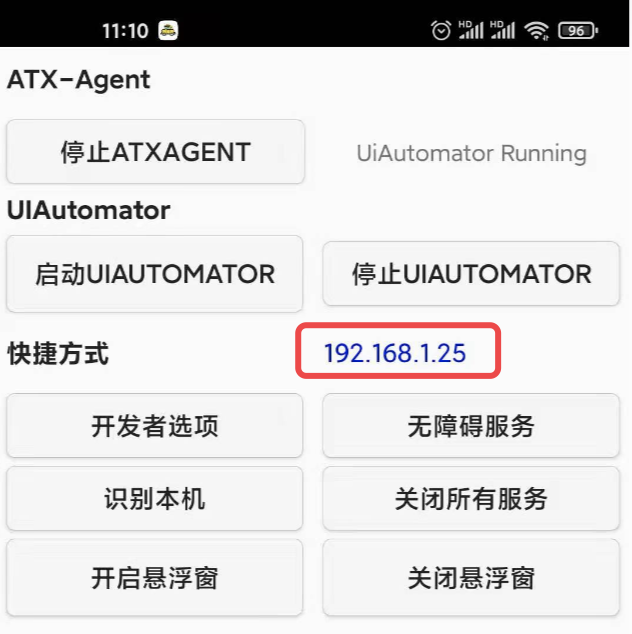 11:10 HD HD 96
ATX-Agent
停止ATXAGENT UiAutomator Running
UIAutomator
启动UIAUTOMATOR 停止UIAUTOMATOR
快捷方式 192.168.1.25
开发者选项 无障碍服务
识别本机 关闭所有服务
开启悬浮窗 关闭悬浮窗